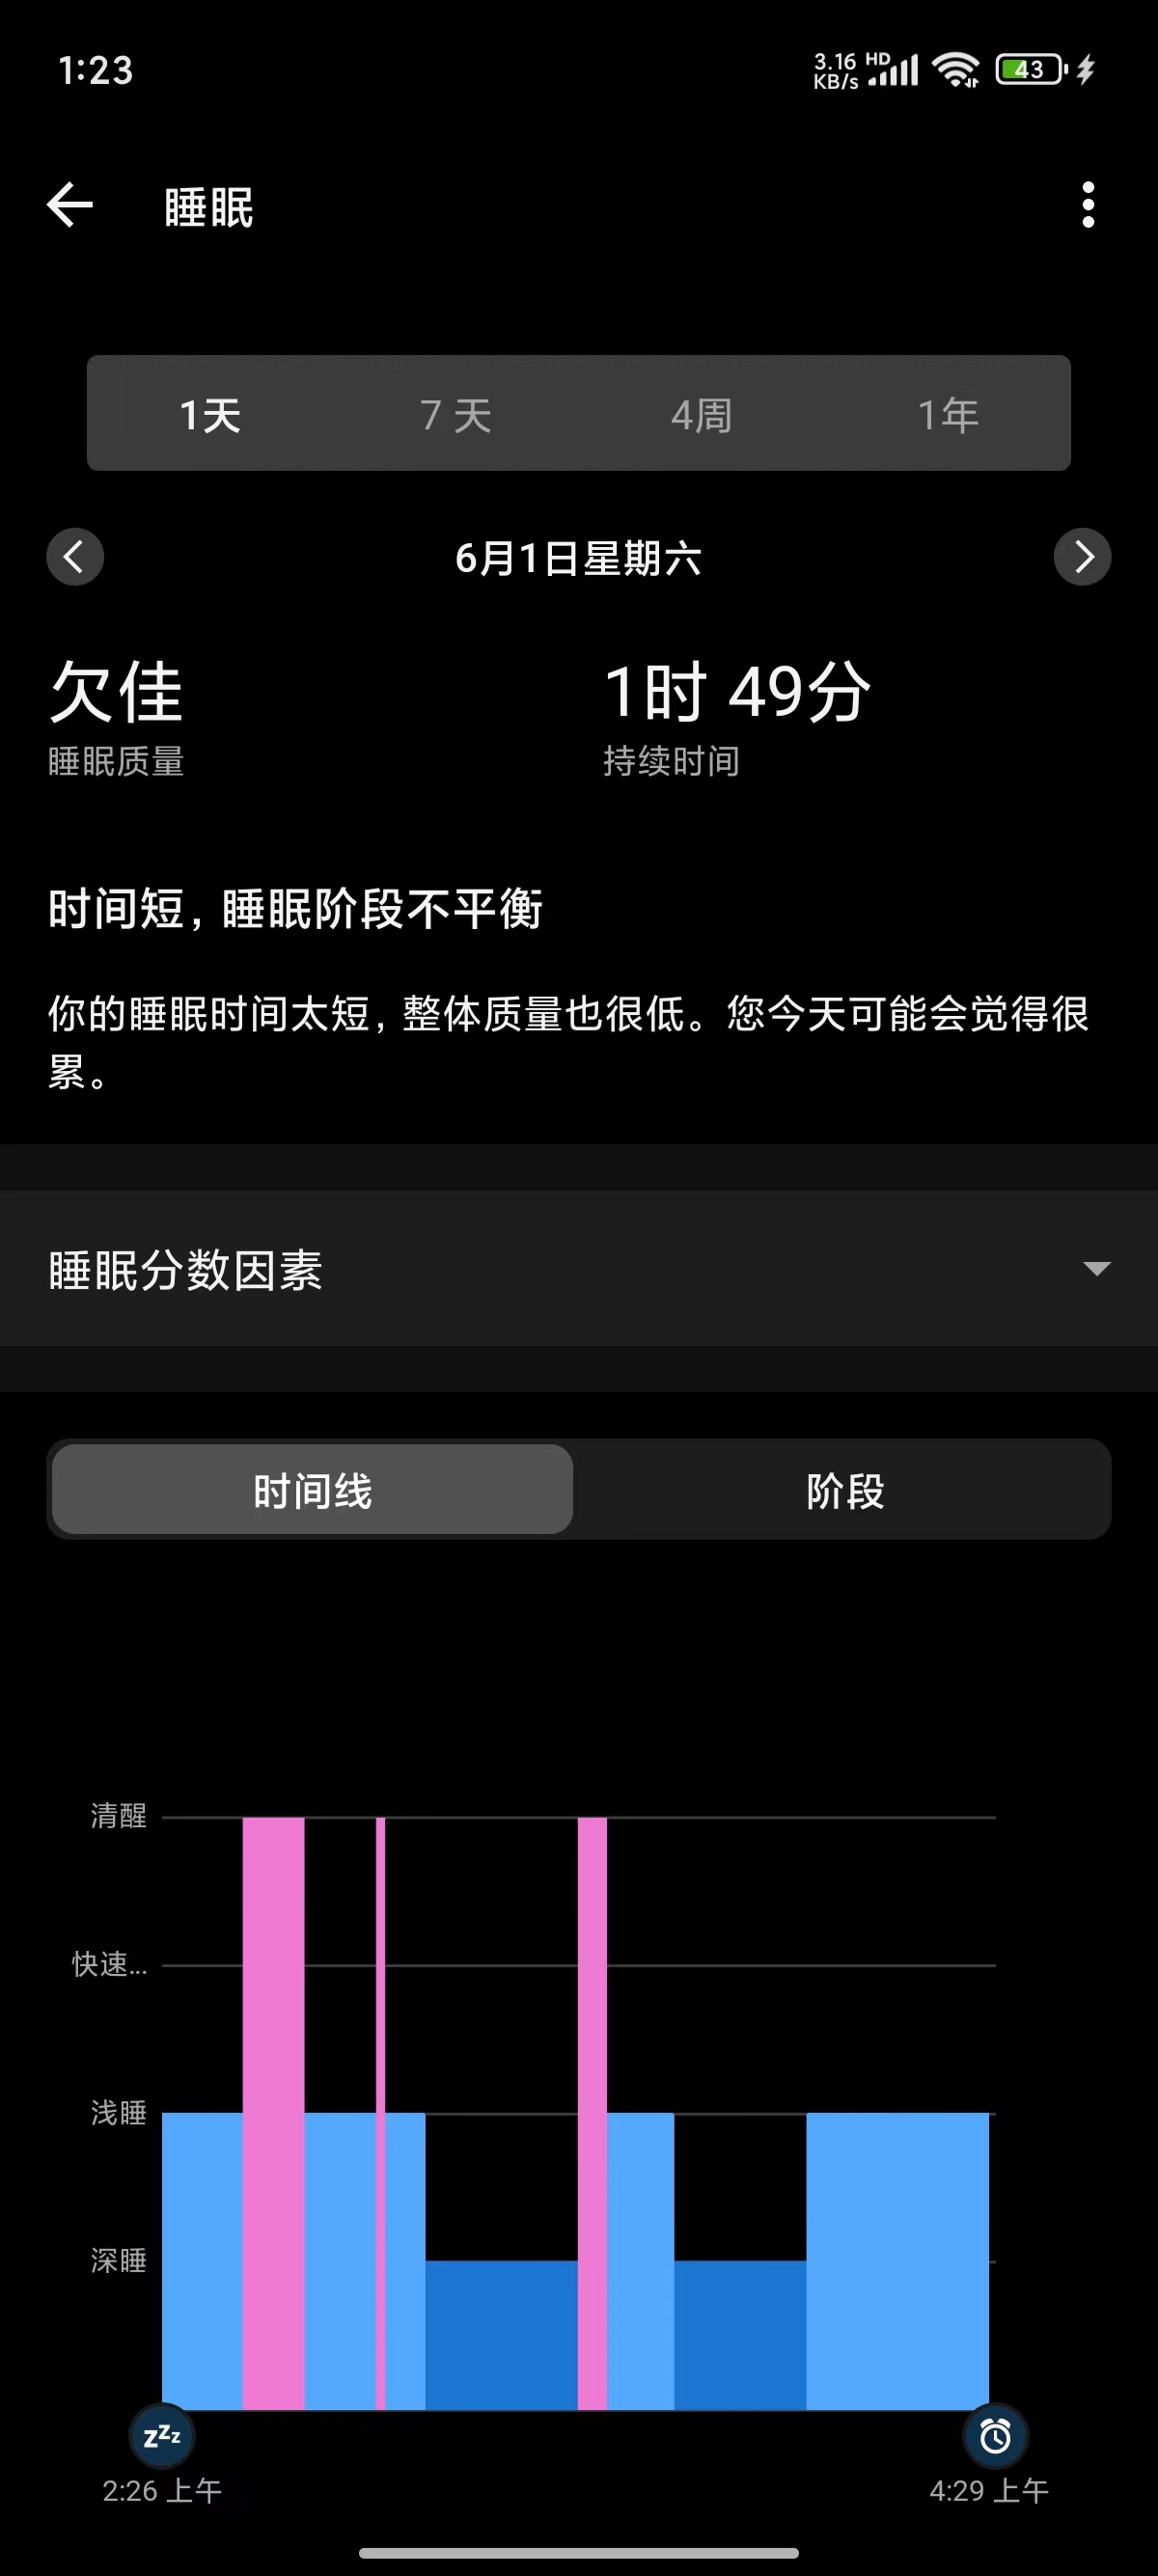 1:23
3.16 KB/s HD 43
睡眠
1天 7 天 4周 1年
6月1日星期六
欠佳 1时 49分
睡眠质量 持续时间
时间短，睡眠阶段不平衡
你的睡眠时间太短，整体质量也很低。您今天可能会觉得很
累。
睡眠分数因素
时间线 阶段
清醒
快速...
浅睡
深睡
zzz
2:26 上午 4:29 上午